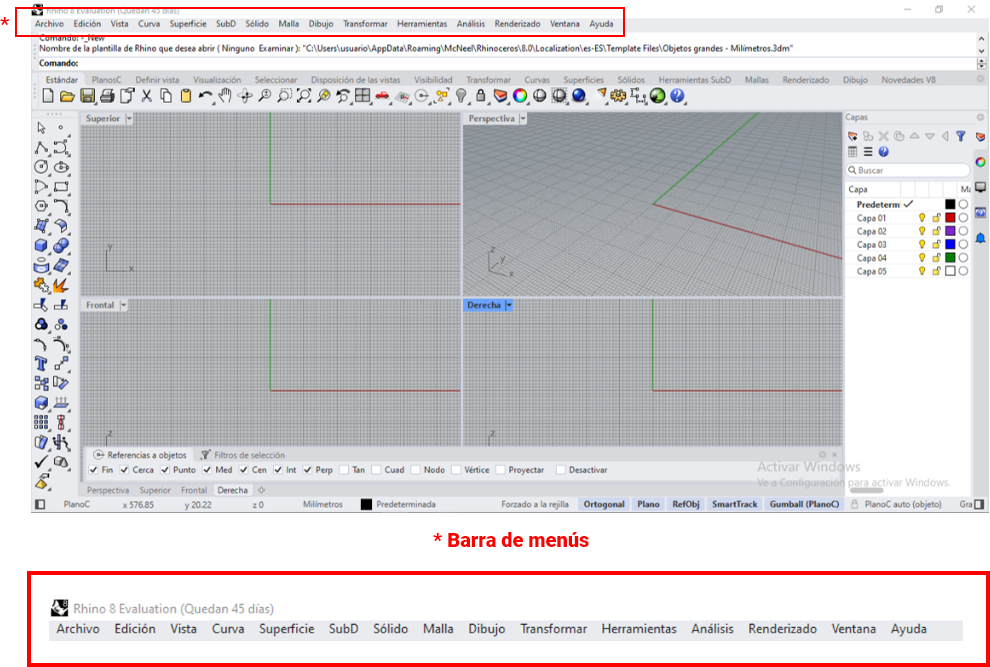 *
Rhino 8 Evaluation (Quedan 45 días)
Archivo Edición Vista Curva Superficie SubD Sólido Malla Dibujo Transformar Herramientas Análisis Renderizado Ventana Ayuda
Comando: -_New
Nombre de la plantilla de Rhino que desea abrir ( Ninguno Examinar ): "C:\Users\usuario\AppData\Roaming\McNeel\Rhinoceros\8.0\Localization\es-ES\Template Files\Objetos grandes - Milímetros.3dm"
Comando:
Estándar PlanosC Definir vista Visualización Seleccionar Disposición de las vistas Visibilidad Transformar Curvas Superficies Sólidos Herramientas SubD Mallas Renderizado Dibujo Novedades V8
Superior
Perspectiva
Capas
Buscar
Capa Ma
Predeterm
Capa 01
Capa 02
Capa 03
Capa 04
Capa 05
y
x
z
y
x
Frontal
Derecha
z
z
Referencias a objetos Filtros de selección
Fin Cerca Punto Med Cen Int Perp Tan Cuad Nodo Vértice Proyectar Desactivar
Activar Windows
Ve a Configuración para activar Windows.
Perspectiva Superior Frontal Derecha
PlanoC x 576.85 y 20.22 z 0 Milímetros Predeterminada Forzado a la rejilla Ortogonal Plano RefObj SmartTrack Gumball (PlanoC) PlanoC auto (objeto) Gra
* Barra de menús
Rhino 8 Evaluation (Quedan 45 días)
Archivo Edición Vista Curva Superficie SubD Sólido Malla Dibujo Transformar Herramientas Análisis Renderizado Ventana Ayuda